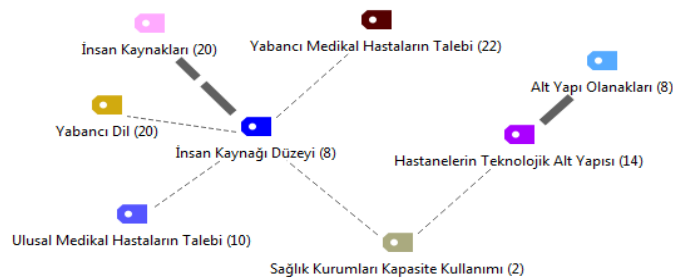 İnsan Kaynakları (20)
Yabancı Medikal Hastaların Talebi (22)
Alt Yapı Olanakları (8)
Yabancı Dil (20)
İnsan Kaynağı Düzeyi (8)
Hastanelerin Teknolojik Alt Yapısı (14)
Ulusal Medikal Hastaların Talebi (10)
Sağlık Kurumları Kapasite Kullanımı (2)